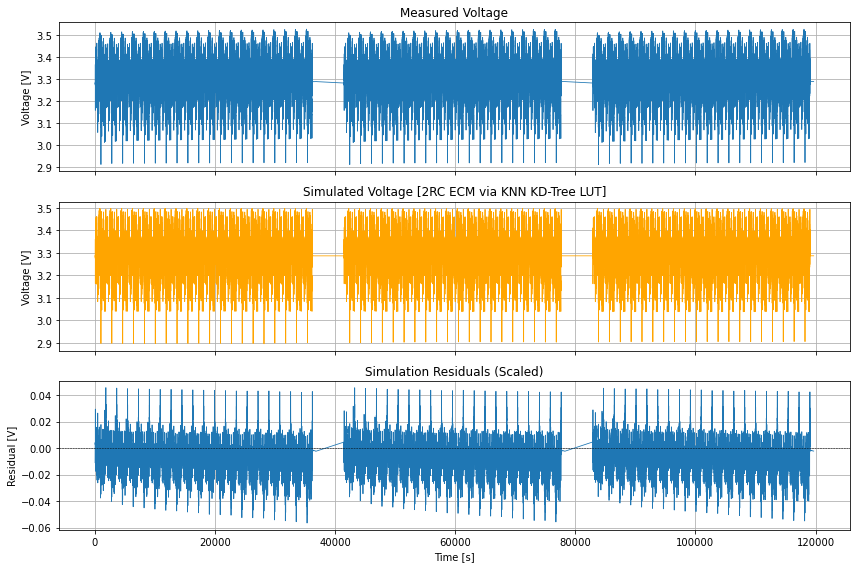 Measured Voltage
3.5
3.4
3.3
3.2
3.1
3.0
2.9
Voltage [V]
Simulated Voltage [2RC ECM via KNN KD-Tree LUT]
3.5
3.4
3.3
3.2
3.1
3.0
2.9
Voltage [V]
Simulation Residuals (Scaled)
0.04
0.02
0.00
−0.02
−0.04
−0.06
Residual [V]
0 20000 40000 60000 80000 100000 120000
Time [s]